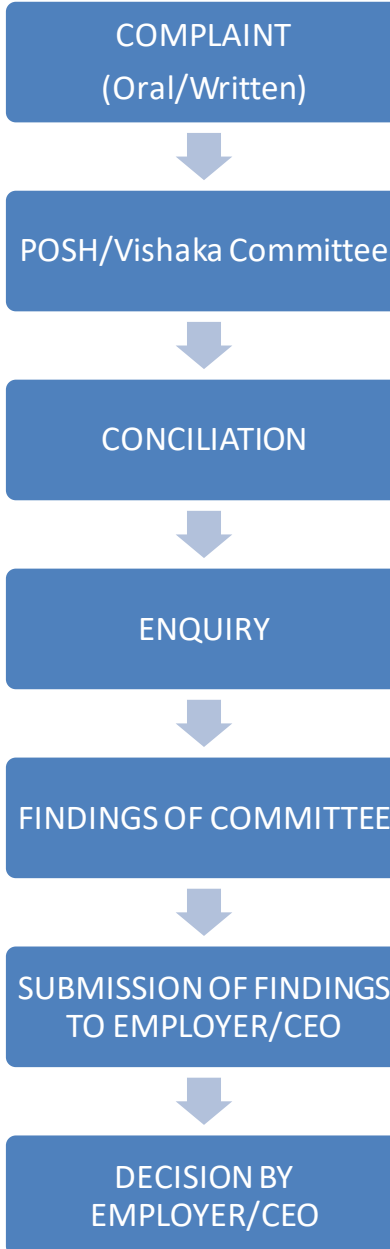 COMPLAINT
(Oral/Written)
POSH/Vishaka Committee
CONCILIATION
ENQUIRY
FINDINGS OF COMMITTEE
SUBMISSION OF FINDINGS
TO EMPLOYER/CEO
DECISION BY
EMPLOYER/CEO